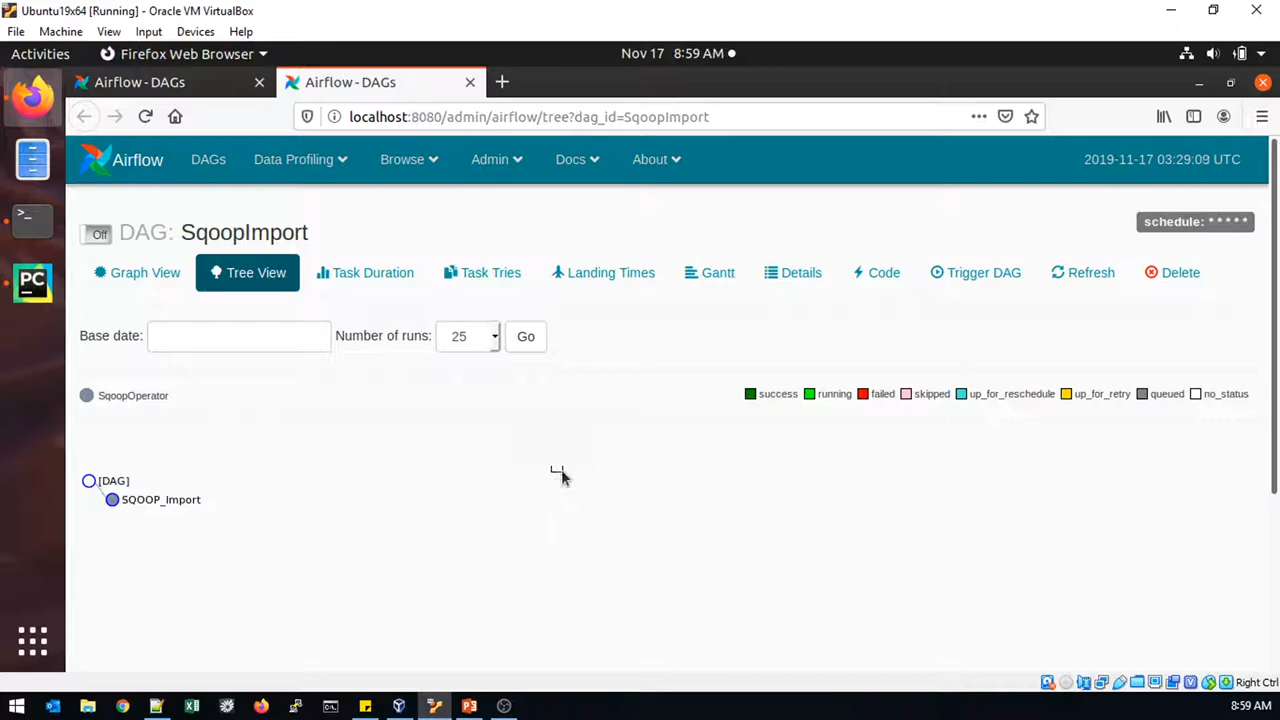 Ubuntu19x64 [Running] - Oracle VM VirtualBox
File Machine View Input Devices Help
Activities Firefox Web Browser Nov 17 8:59 AM
Airflow - DAGs Airflow - DAGs
localhost:8080/admin/airflow/tree?dag_id=SqoopImport
Airflow DAGs Data Profiling Browse Admin Docs About 2019-11-17 03:29:09 UTC
schedule: * * * * *
Off DAG: SqoopImport
Graph View Tree View Task Duration Task Tries Landing Times Gantt Details Code Trigger DAG Refresh Delete
Base date: Number of runs: 25 Go
SqoopOperator success running failed skipped up_for_reschedule up_for_retry queued no_status
[DAG]
SQOOP_Import
Right Ctrl
8:59 AM